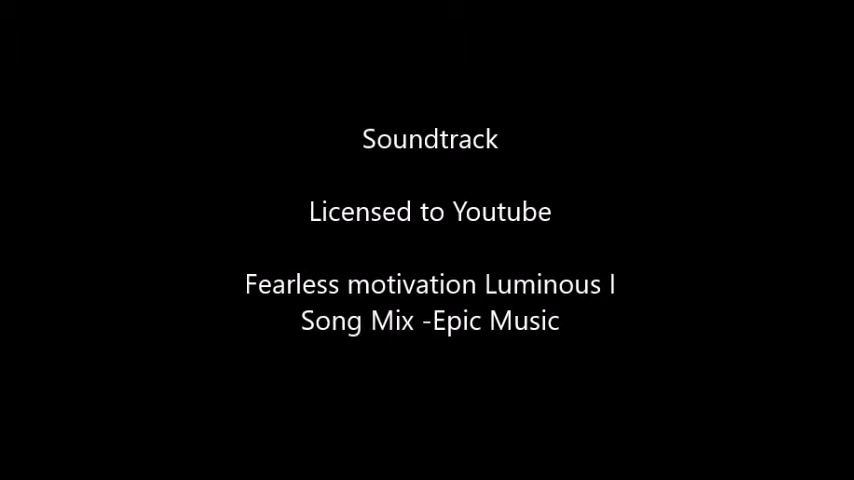 Soundtrack
Licensed to Youtube
Fearless motivation Luminous I
Song Mix -Epic Music